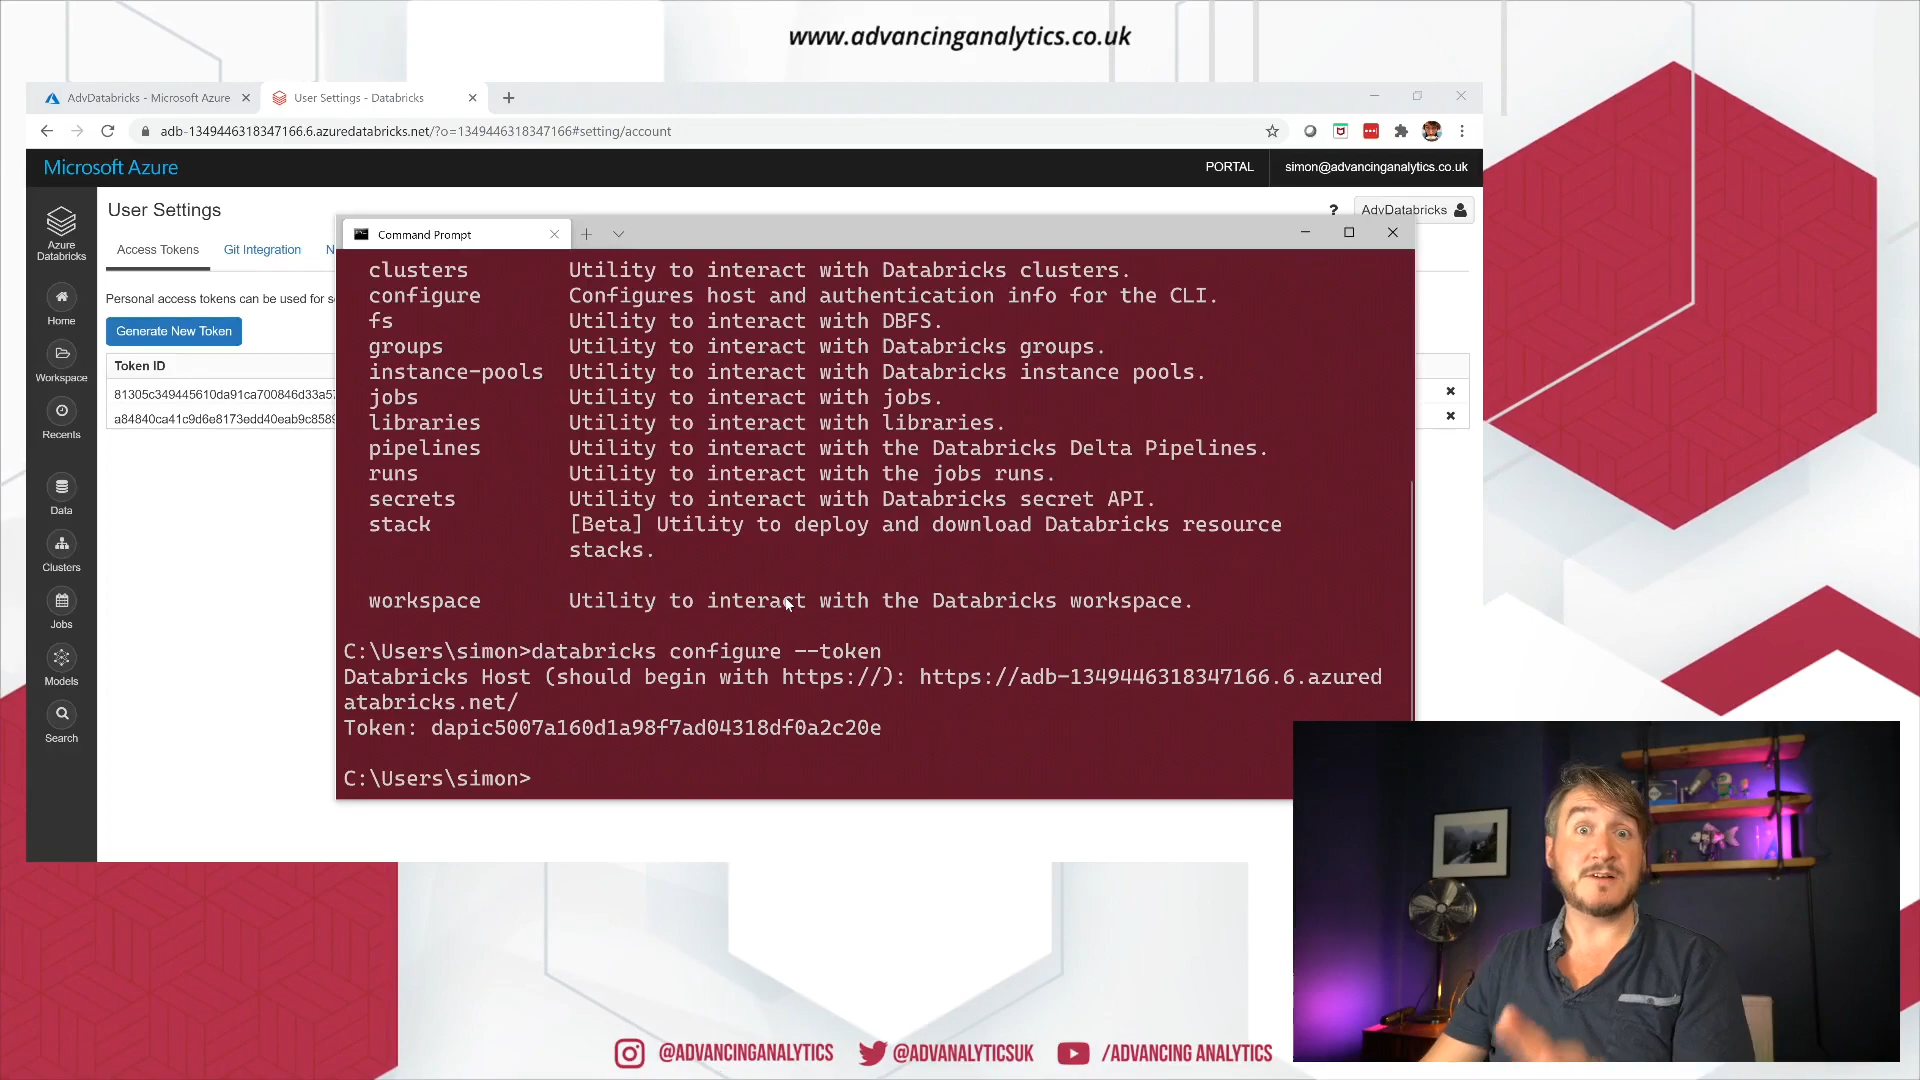 www.advancinganalytics.co.uk
AdvDatabricks - Microsoft Azure
User Settings - Databricks
adb-1349446318347166.6.azuredatabricks.net/?o=1349446318347166#setting/account
Microsoft Azure
PORTAL
simon@advancinganalytics.co.uk
User Settings
? AdvDatabricks
Azure
Databricks
Home
Workspace
Recents
Data
Clusters
Jobs
Models
Search
Access Tokens
Git Integration
N
Personal access tokens can be used for s
Generate New Token
Token ID
81305c349445610da91ca700846d33a57
a84840ca41c9d6e8173edd40eab9c8589
Command Prompt
clusters Utility to interact with Databricks clusters.
configure Configures host and authentication info for the CLI.
fs Utility to interact with DBFS.
groups Utility to interact with Databricks groups.
instance-pools Utility to interact with Databricks instance pools.
jobs Utility to interact with jobs.
libraries Utility to interact with libraries.
pipelines Utility to interact with the Databricks Delta Pipelines.
runs Utility to interact with the jobs runs.
secrets Utility to interact with Databricks secret API.
stack [Beta] Utility to deploy and download Databricks resource
stacks.
workspace Utility to interact with the Databricks workspace.
C:\Users\simon>databricks configure --token
Databricks Host (should begin with https://): https://adb-1349446318347166.6.azured
atabricks.net/
Token: dapic5007a160d1a98f7ad04318df0a2c20e
C:\Users\simon>
@ADVANCINGANALYTICS
@ADVANALYTICSUK
/ADVANCING ANALYTICS